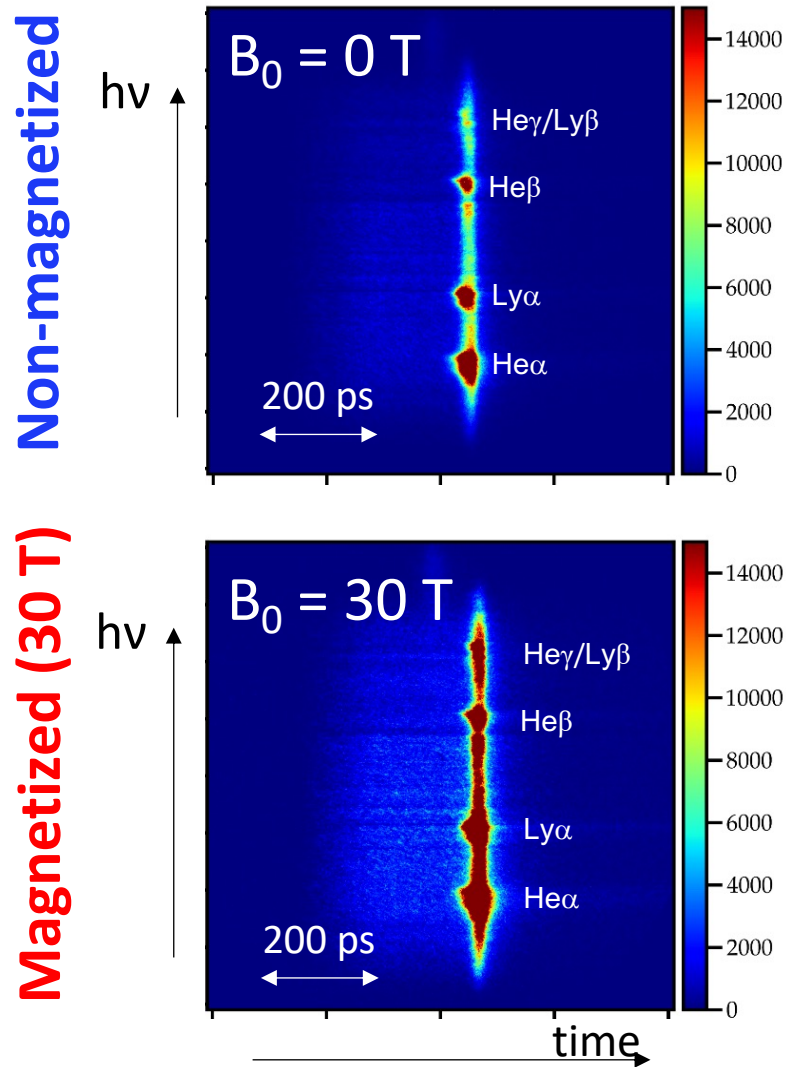 Non-magnetized
hν
B₀ = 0 T
Heγ/Lyβ
Heβ
Lyα
Heα
200 ps
14000
12000
10000
8000
6000
4000
2000
0
Magnetized (30 T)
hν
B₀ = 30 T
Heγ/Lyβ
Heβ
Lyα
Heα
200 ps
14000
12000
10000
8000
6000
4000
2000
0
time